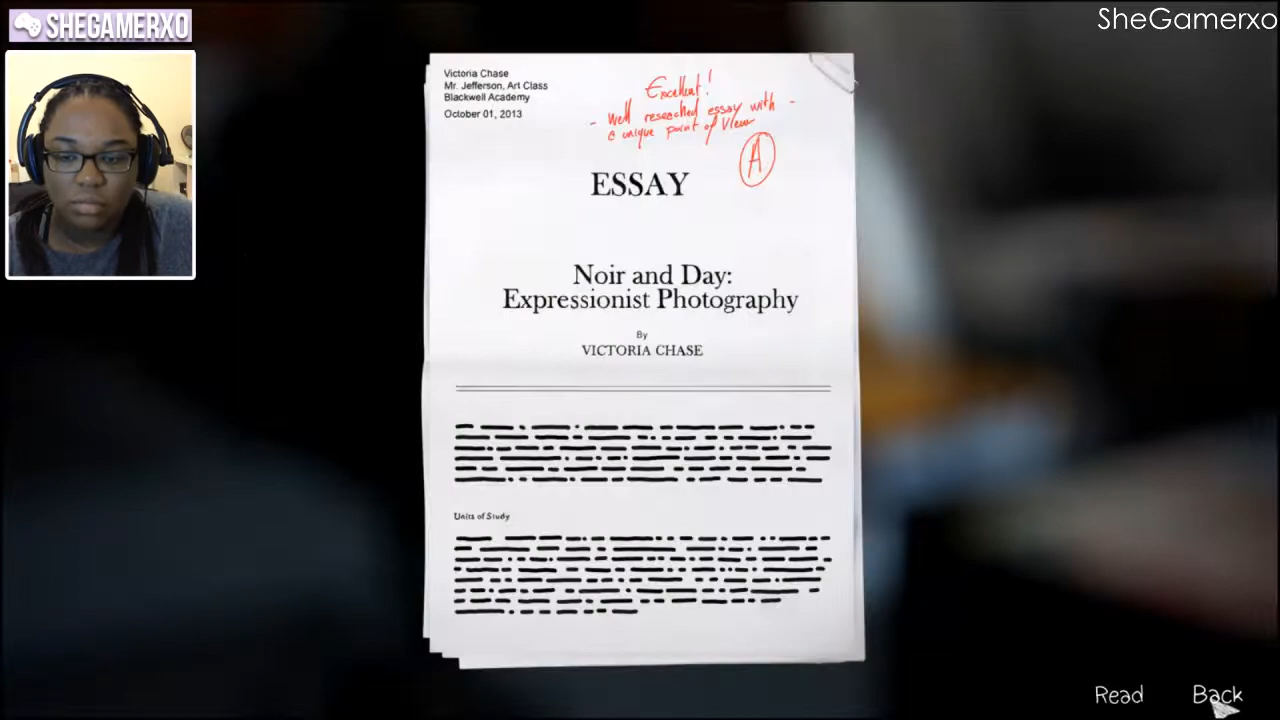 SHEGAMERXO
SheGamerxo
Victoria Chase
Mr. Jefferson, Art Class
Blackwell Academy
October 01, 2013
Excellent!
- Well researched essay with -
a unique point of View
A
ESSAY
Noir and Day:
Expressionist Photography
By
VICTORIA CHASE
Units of Study
Read Back